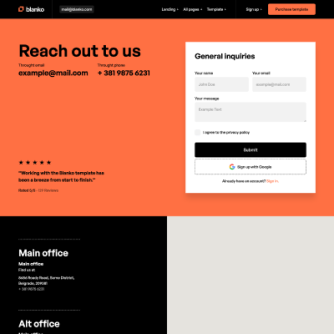 blanko
mail@blanko.com
Landing
All pages
Template
Sign up
Purchase template
Reach out to us
Throught email
example@mail.com
Throught phone
+ 381 9875 6231
General inquiries
Your name
Your email
John Doe
example@mail.com
Your message
Example Text
I agree to the privacy policy
Submit
Sign up with Google
Already have an account? Sign in
★ ★ ★ ★ ★
"Working with the Blanko template has
been a breeze from start to finish."
Main office
Main office
Find us at
Belgrade,
+ 381 9875 6231
Alt office